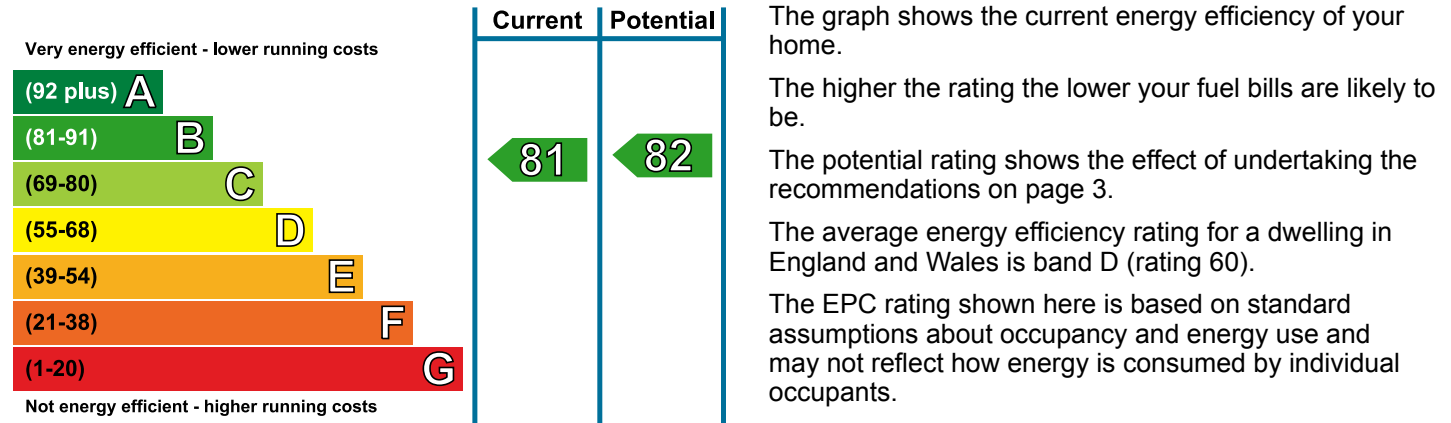 Current Potential
Very energy efficient - lower running costs
(92 plus) A
(81-91) B
(69-80) C
(55-68) D
(39-54) E
(21-38) F
(1-20) G
Not energy efficient - higher running costs
81 82
The graph shows the current energy efficiency of your
home.
The higher the rating the lower your fuel bills are likely to
be.
The potential rating shows the effect of undertaking the
recommendations on page 3.
The average energy efficiency rating for a dwelling in
England and Wales is band D (rating 60).
The EPC rating shown here is based on standard
assumptions about occupancy and energy use and
may not reflect how energy is consumed by individual
occupants.